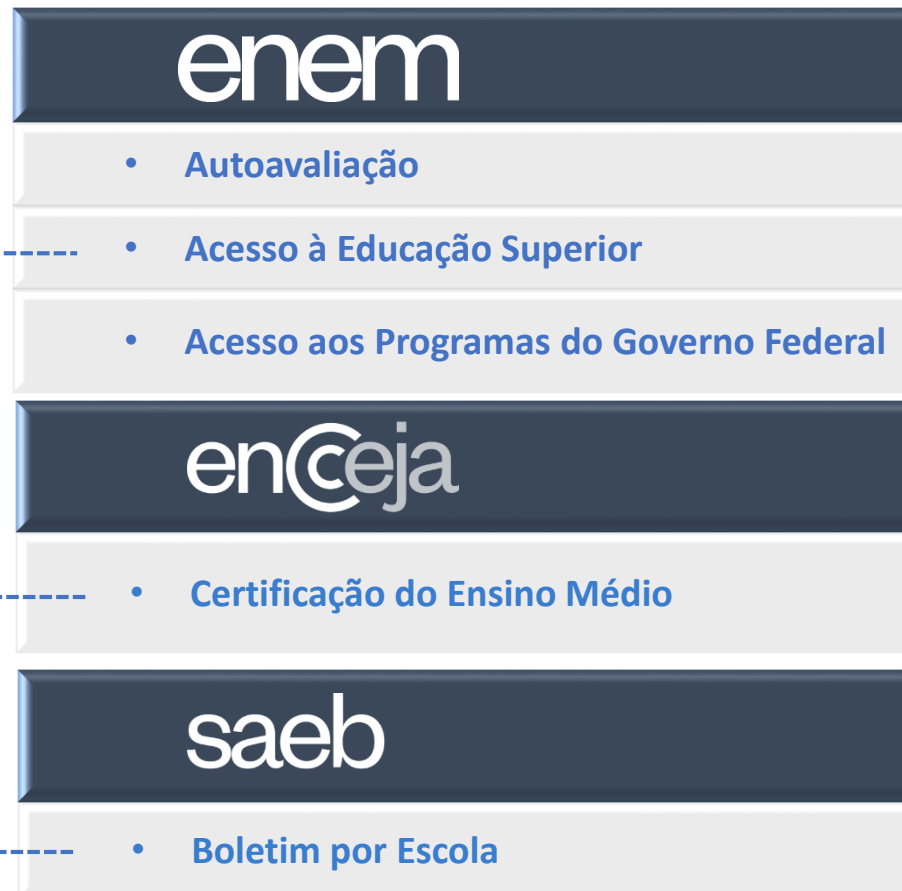 enem
• Autoavaliação
• Acesso à Educação Superior
• Acesso aos Programas do Governo Federal
encceja
• Certificação do Ensino Médio
saeb
• Boletim por Escola